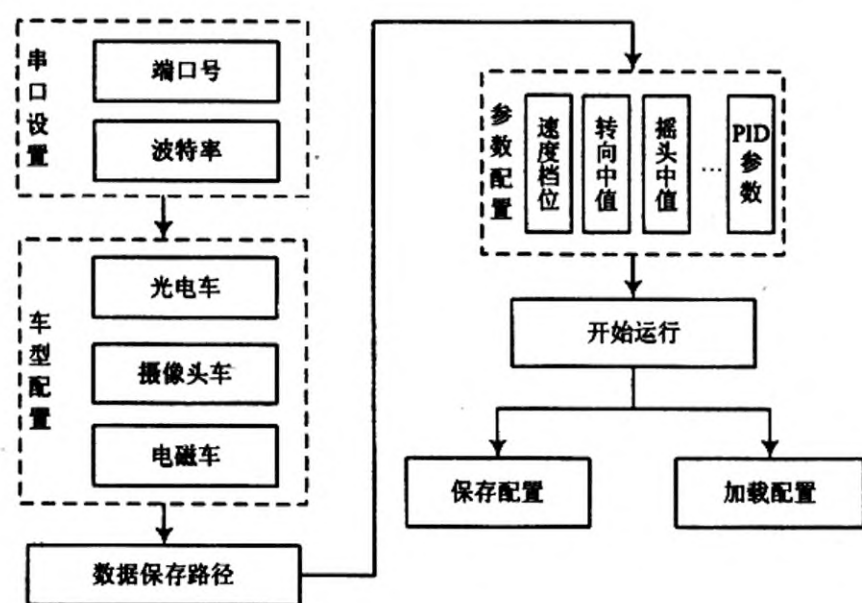 串口设置
端口号
波特率
车型配置
光电车
摄像头车
电磁车
数据保存路径
参数配置
速度档位
转向中值
摇头中值
…
PID参数
开始运行
保存配置
加载配置